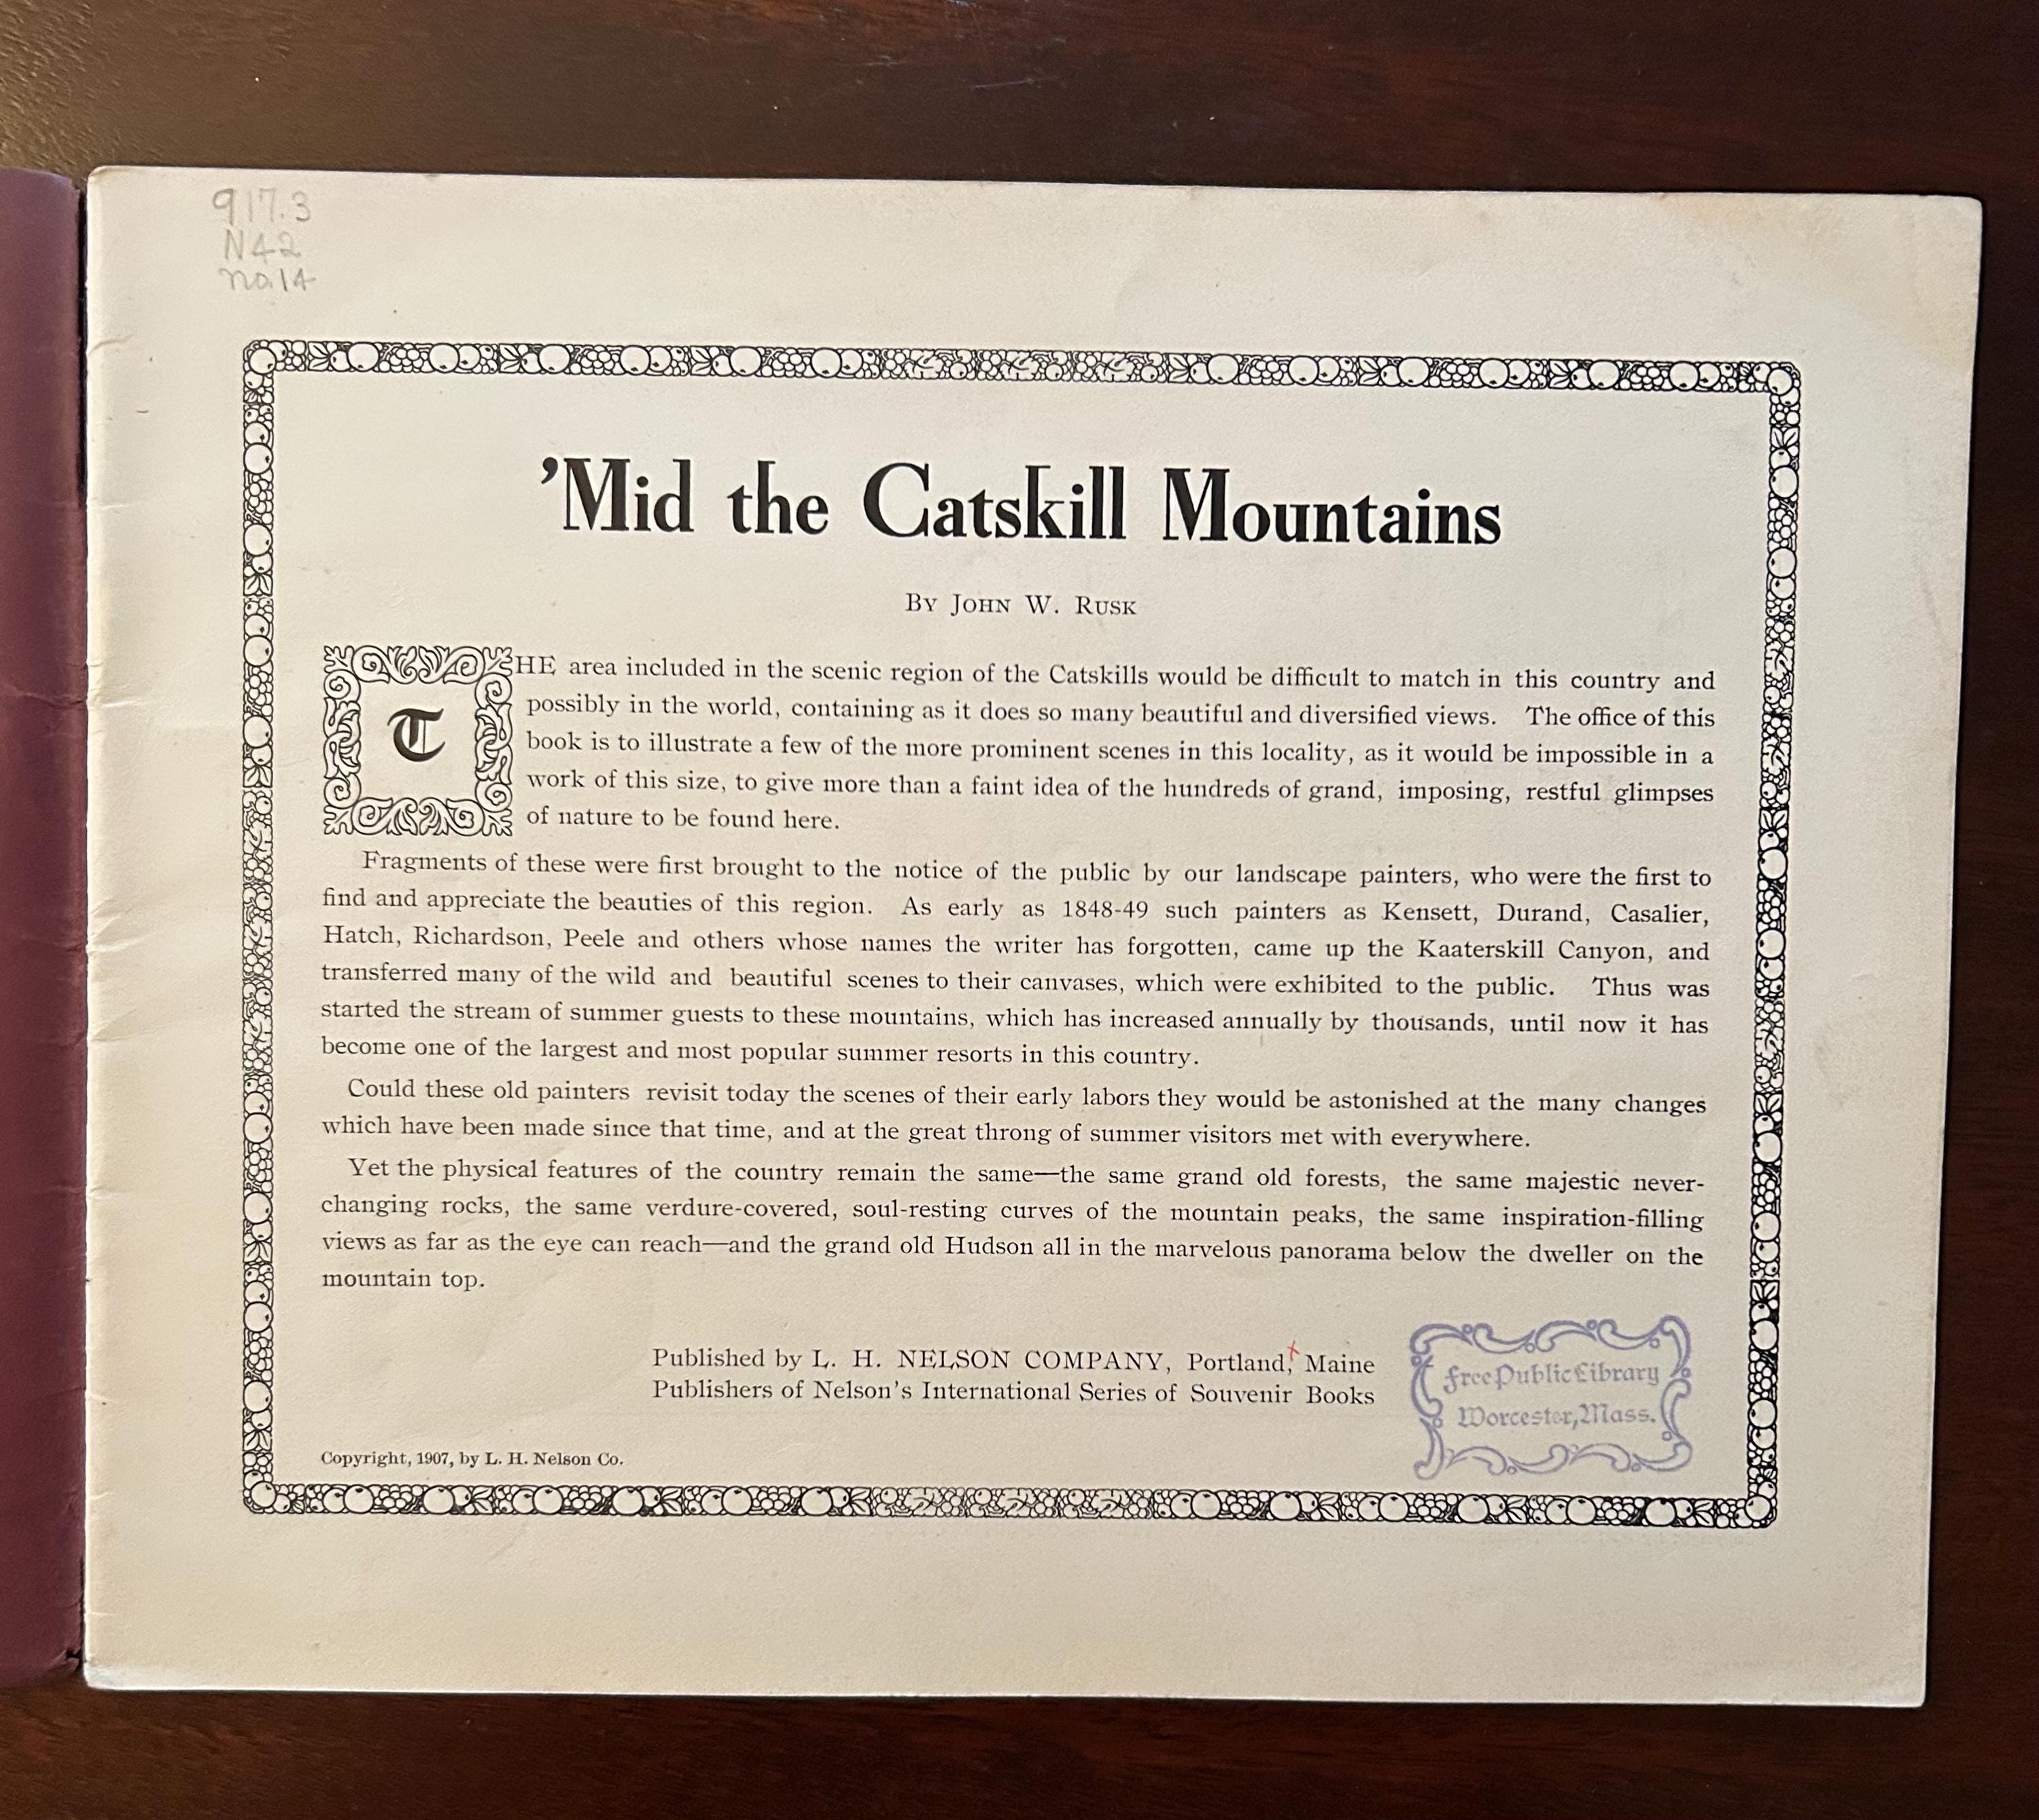 917.3
N42
no.14
’Mid the Catskill Mountains
By John W. Rusk
THE area included in the scenic region of the Catskills would be difficult to match in this country and
possibly in the world, containing as it does so many beautiful and diversified views. The office of this
book is to illustrate a few of the more prominent scenes in this locality, as it would be impossible in a
work of this size, to give more than a faint idea of the hundreds of grand, imposing, restful glimpses
of nature to be found here.
Fragments of these were first brought to the notice of the public by our landscape painters, who were the first to
find and appreciate the beauties of this region. As early as 1848-49 such painters as Kensett, Durand, Casalier,
Hatch, Richardson, Peele and others whose names the writer has forgotten, came up the Kaaterskill Canyon, and
transferred many of the wild and beautiful scenes to their canvases, which were exhibited to the public. Thus was
started the stream of summer guests to these mountains, which has increased annually by thousands, until now it has
become one of the largest and most popular summer resorts in this country.
Could these old painters revisit today the scenes of their early labors they would be astonished at the many changes
which have been made since that time, and at the great throng of summer visitors met with everywhere.
Yet the physical features of the country remain the same—the same grand old forests, the same majestic never-
changing rocks, the same verdure-covered, soul-resting curves of the mountain peaks, the same inspiration-filling
views as far as the eye can reach—and the grand old Hudson all in the marvelous panorama below the dweller on the
mountain top.
Published by L. H. NELSON COMPANY, Portland, Maine
Publishers of Nelson’s International Series of Souvenir Books
Free Public Library
Worcester, Mass.
Copyright, 1907, by L. H. Nelson Co.